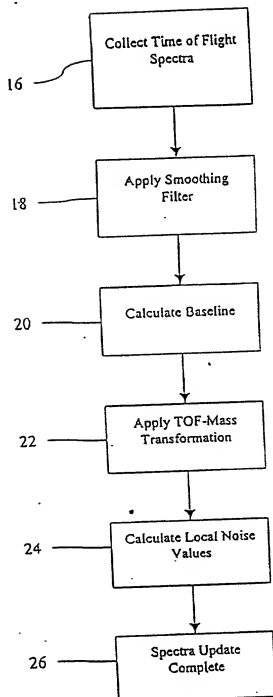 Collect Time of Flight
Spectra
16
Apply Smoothing
Filter
18
Calculate Baseline
20
Apply TOF-Mass
Transformation
22
Calculate Local Noise
Values
24
Spectra Update
Complete
26